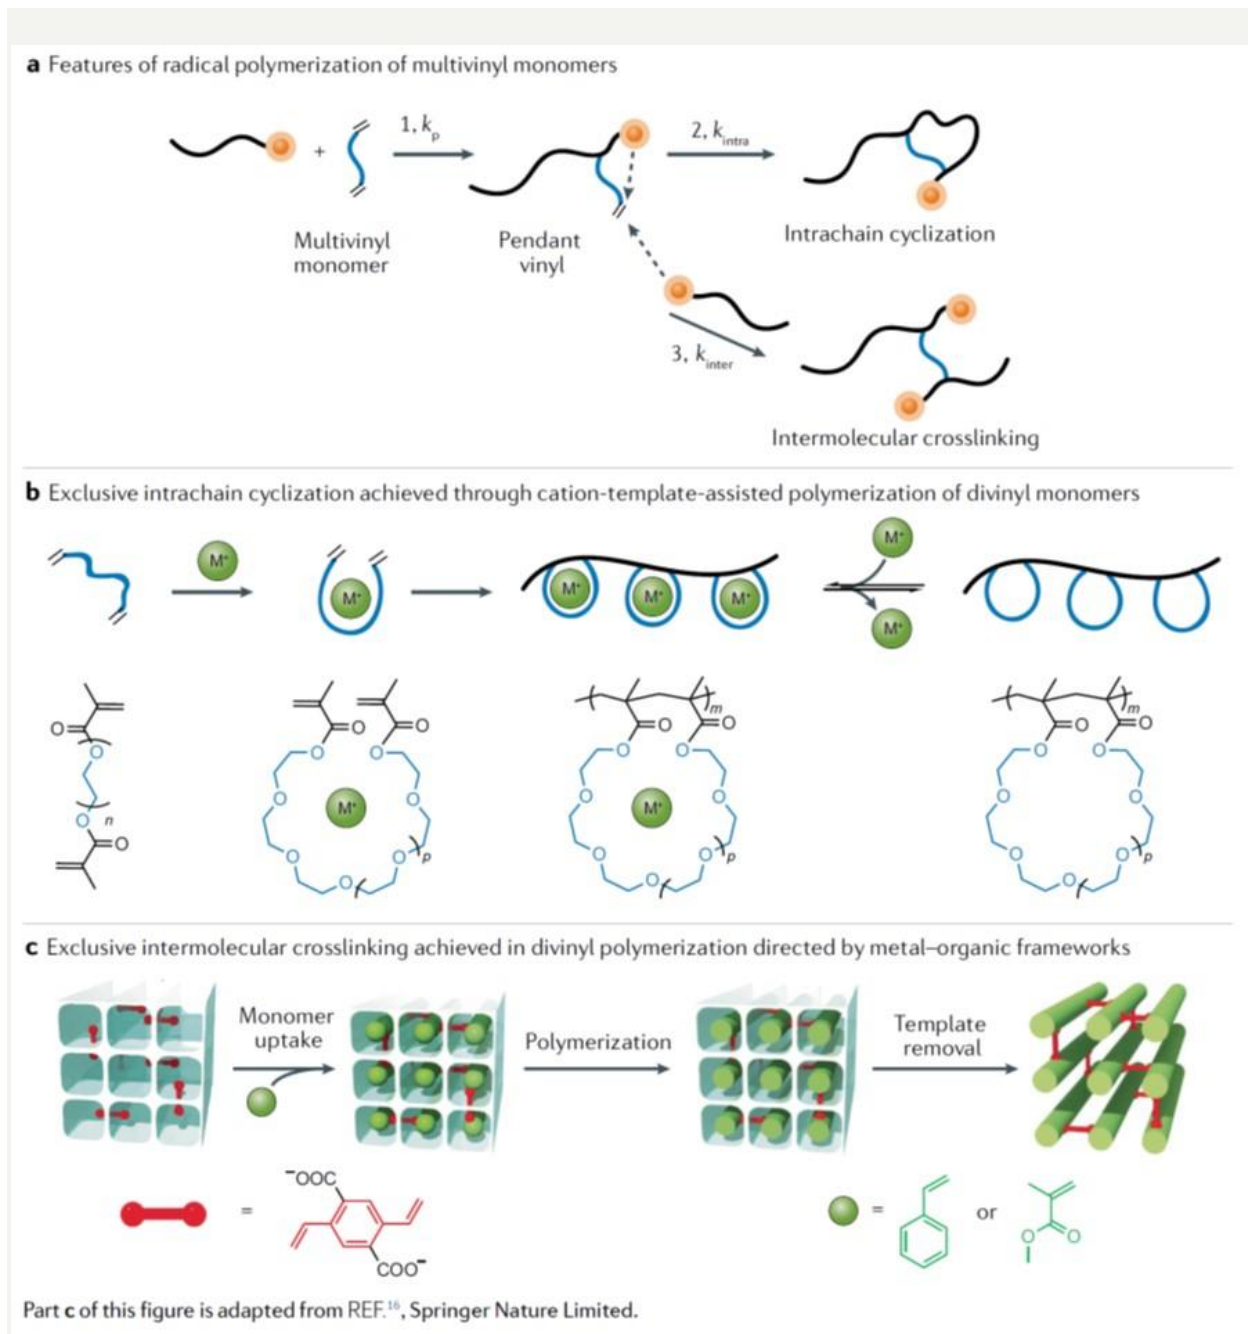 a Features of radical polymerization of multivinyl monomers
1, kp
2, kintra
+
Multivinyl
monomer
Pendant
vinyl
Intrachain cyclization
3, kinter
Intermolecular crosslinking
b Exclusive intrachain cyclization achieved through cation-template-assisted polymerization of divinyl monomers
M+
M+
M+ M+ M+
M+
M+
O
O
O n
O
O O
O O
O O
O O
O p
M+
m
O O
O O
O O
O O
O p
M+
m
O O
O O
O O
O O
O p
c Exclusive intermolecular crosslinking achieved in divinyl polymerization directed by metal–organic frameworks
Monomer
uptake
Polymerization
Template
removal
=
−OOC
COO−
=
or
O O
Part c of this figure is adapted from REF.16, Springer Nature Limited.